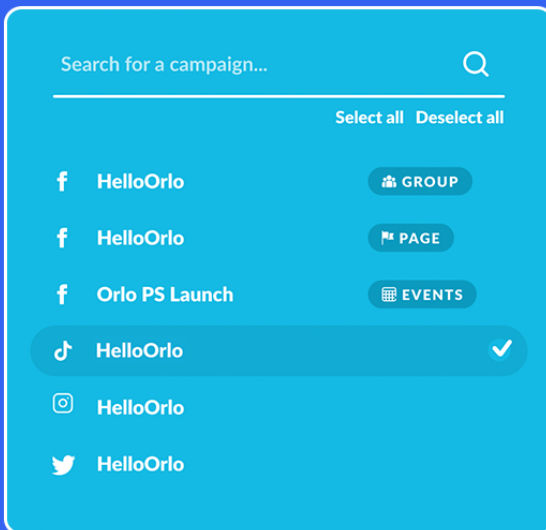 Search for a campaign...
Select all Deselect all
HelloOrlo GROUP
HelloOrlo PAGE
Orlo PS Launch EVENTS
HelloOrlo
HelloOrlo
HelloOrlo